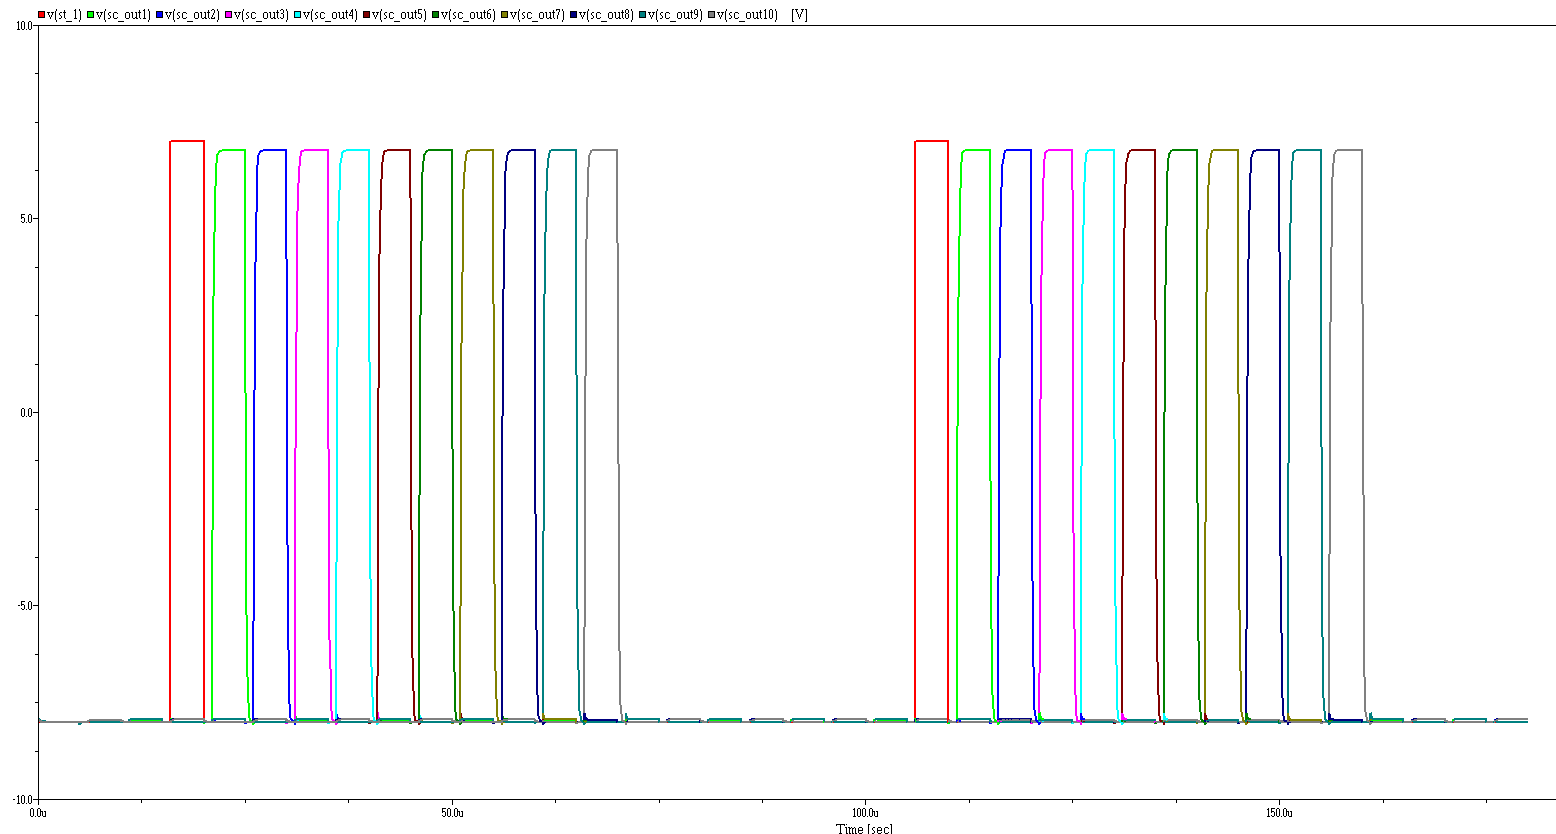 v(st_1) v(sc_out1) v(sc_out2) v(sc_out3) v(sc_out4) v(sc_out5) v(sc_out6) v(sc_out7) v(sc_out8) v(sc_out9) v(sc_out10) [V]
10.0
5.0
0.0
-5.0
-10.0
0.0u 50.0u 100.0u 150.0u
Time [sec]